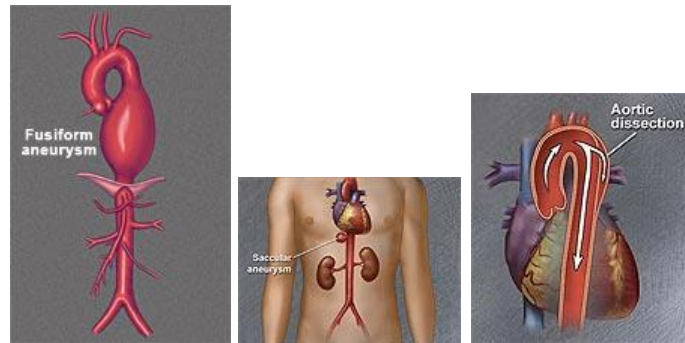 Fusiform
aneurysm
Saccular
aneurysm
Aortic
dissection